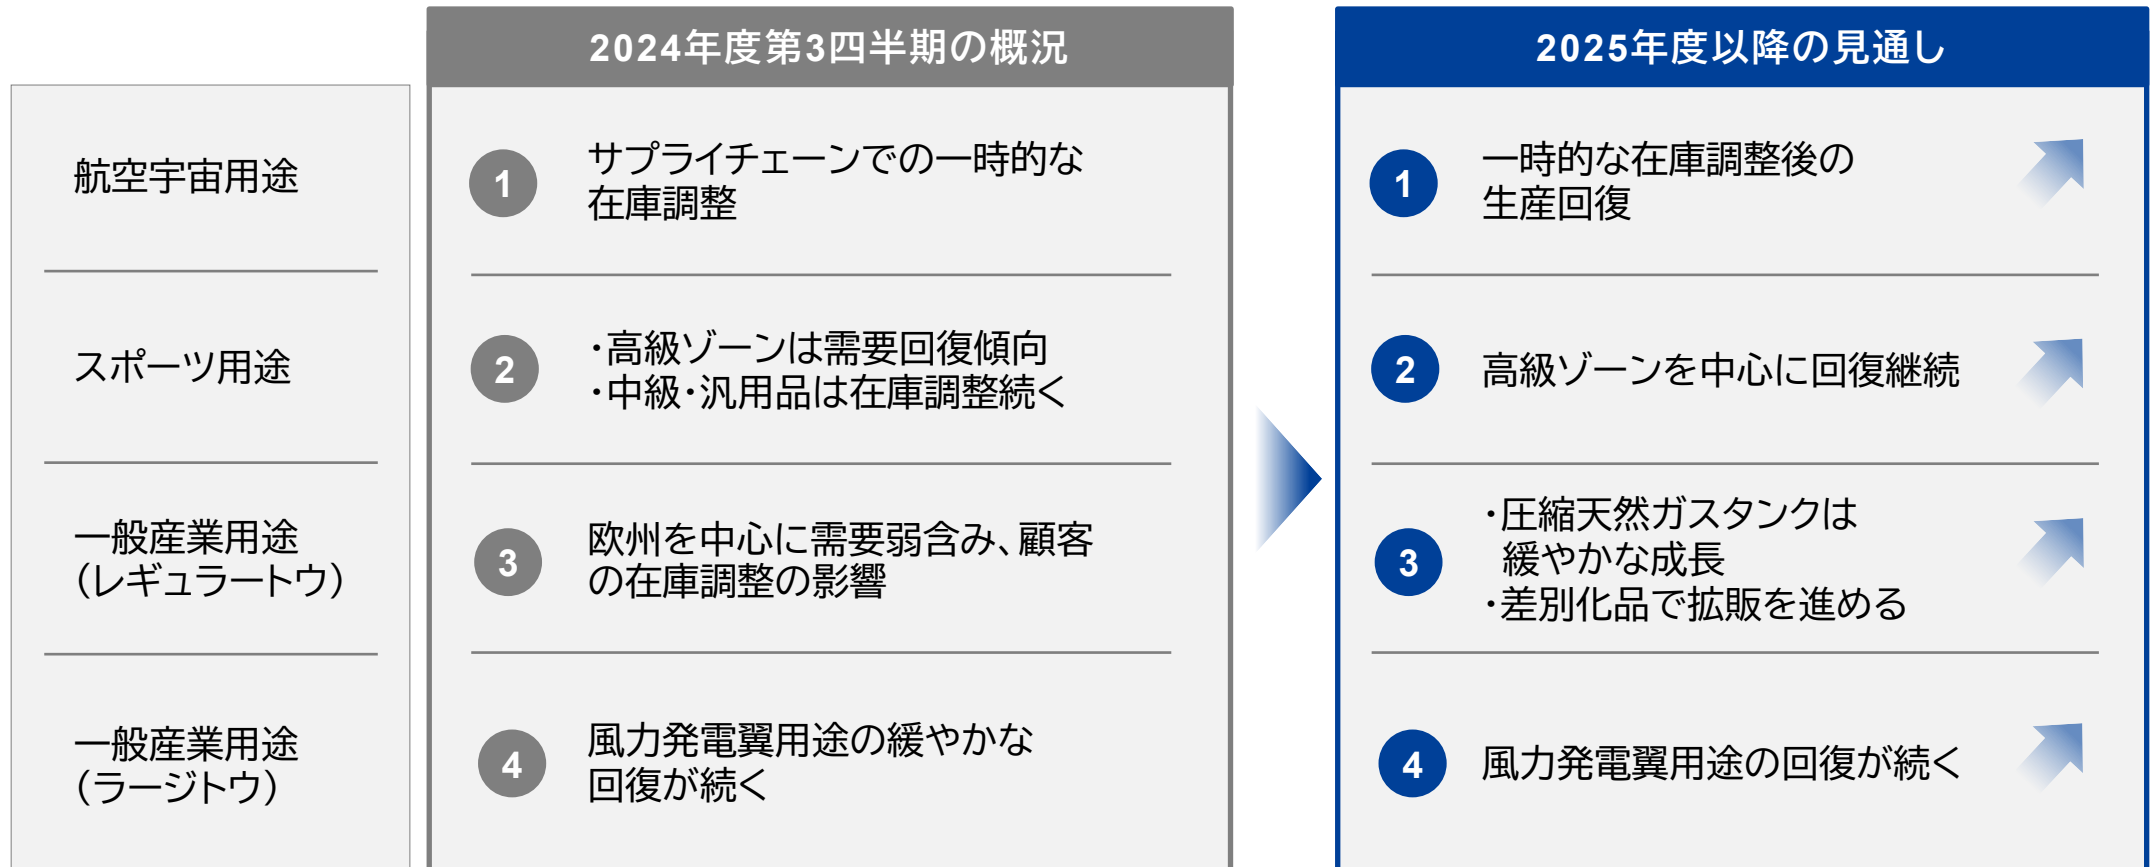 2024年度第3四半期の概況
2025年度以降の見通し
航空宇宙用途
1
サプライチェーンでの一時的な
在庫調整
1
一時的な在庫調整後の
生産回復
スポーツ用途
2
・高級ゾーンは需要回復傾向
・中級・汎用品は在庫調整続く
2
高級ゾーンを中心に回復継続
一般産業用途
（レギュラートウ）
3
欧州を中心に需要弱含み、顧客
の在庫調整の影響
3
・圧縮天然ガスタンクは
緩やかな成長
・差別化品で拡販を進める
一般産業用途
（ラージトウ）
4
風力発電翼用途の緩やかな
回復が続く
4
風力発電翼用途の回復が続く